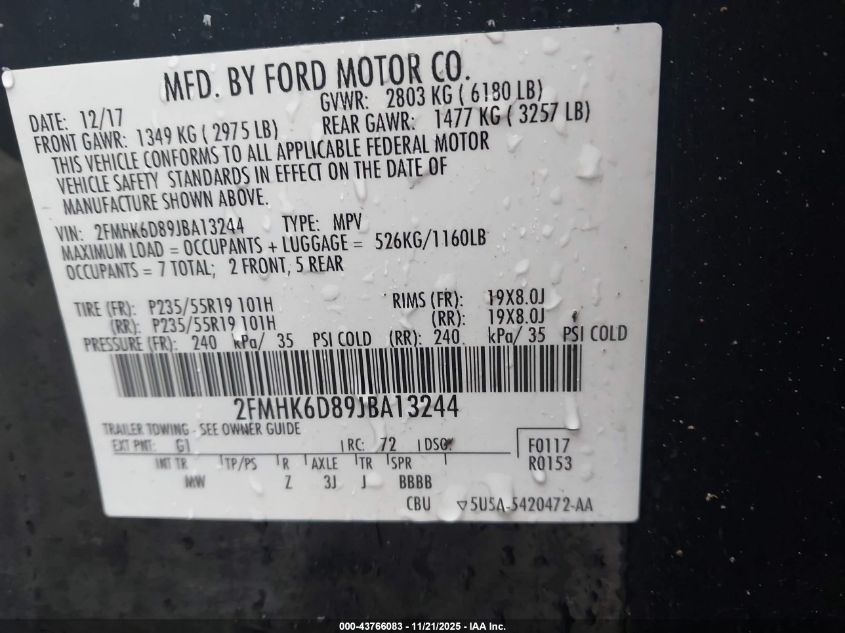 MFD. BY FORD MOTOR CO.
DATE: 12/17 GVWR: 2803 KG ( 6180 LB)
FRONT GAWR: 1349 KG ( 2975 LB) REAR GAWR: 1477 KG ( 3257 LB)
THIS VEHICLE CONFORMS TO ALL APPLICABLE FEDERAL MOTOR
VEHICLE SAFETY STANDARDS IN EFFECT ON THE DATE OF
MANUFACTURE SHOWN ABOVE.
VIN: 2FMHK6D89JBA13244 TYPE: MPV
MAXIMUM LOAD = OCCUPANTS + LUGGAGE = 526KG/1160LB
OCCUPANTS = 7 TOTAL; 2 FRONT, 5 REAR
TIRE (FR): P235/55R19 101H RIMS (FR): 19X8.0J
(RR): P235/55R19 101H (RR): 19X8.0J
PRESSURE (FR): 240 kPa/ 35 PSI COLD (RR): 240 kPa/ 35 PSI COLD
2FMHK6D89JBA13244
TRAILER TOWING - SEE OWNER GUIDE
EXT PNT: G1 RC: 72 DSO: F0117
R0153
INT TR TP/PS R AXLE TR SPR
MW Z 3J J BBBB
CBU ▽5U5A-5420472-AA
000-43766083 - 11/21/2025 - IAA Inc.